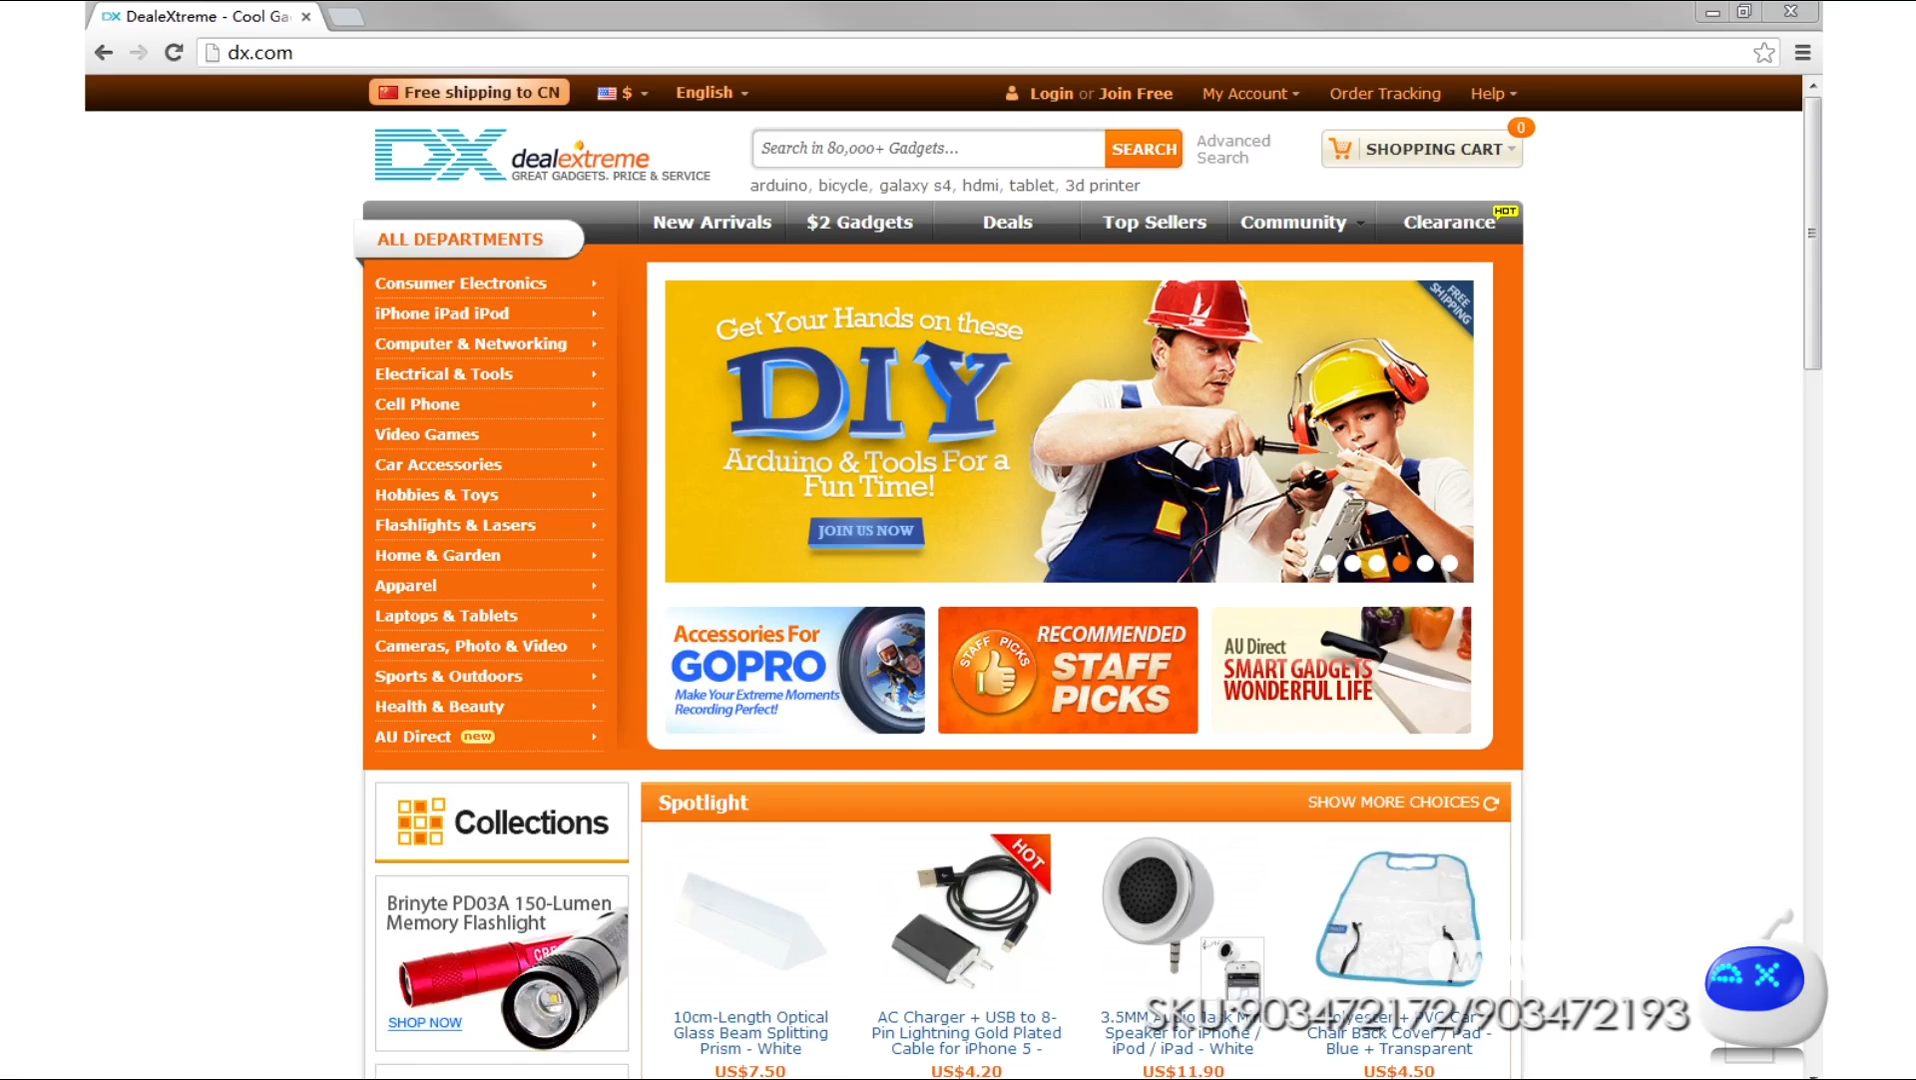 DX DealeXtreme - Cool Ga
dx.com
Free shipping to CN
$
English
Login or Join Free
My Account
Order Tracking
Help
DX dealextreme
GREAT GADGETS. PRICE & SERVICE
Search in 80,000+ Gadgets...
SEARCH
Advanced
Search
0
SHOPPING CART
arduino, bicycle, galaxy s4, hdmi, tablet, 3d printer
New Arrivals
$2 Gadgets
Deals
Top Sellers
Community
Clearance
HOT
ALL DEPARTMENTS
Consumer Electronics
iPhone iPad iPod
Computer & Networking
Electrical & Tools
Cell Phone
Video Games
Car Accessories
Hobbies & Toys
Flashlights & Lasers
Home & Garden
Apparel
Laptops & Tablets
Cameras, Photo & Video
Sports & Outdoors
Health & Beauty
AU Direct new
FREE
SHIPPING
Get Your Hands on these
DIY
Arduino & Tools For a
Fun Time!
JOIN US NOW
Accessories For
GOPRO
Make Your Extreme Moments
Recording Perfect!
STAFF PICKS
RECOMMENDED
STAFF
PICKS
AU Direct
SMART GADGETS
WONDERFUL LIFE
Collections
Brinyte PD03A 150-Lumen
Memory Flashlight
SHOP NOW
Spotlight
SHOW MORE CHOICES
HOT
10cm-Length Optical
Glass Beam Splitting
Prism - White
US$7.50
AC Charger + USB to 8-
Pin Lightning Gold Plated
Cable for iPhone 5 -
US$4.20
3.5MM Audio Jack
Speaker for iPhone /
iPod / iPad - White
US$11.90
Polyester + PVC Car
Chair Back Cover / Pad -
Blue + Transparent
US$4.50
SKU:903472172/903472193